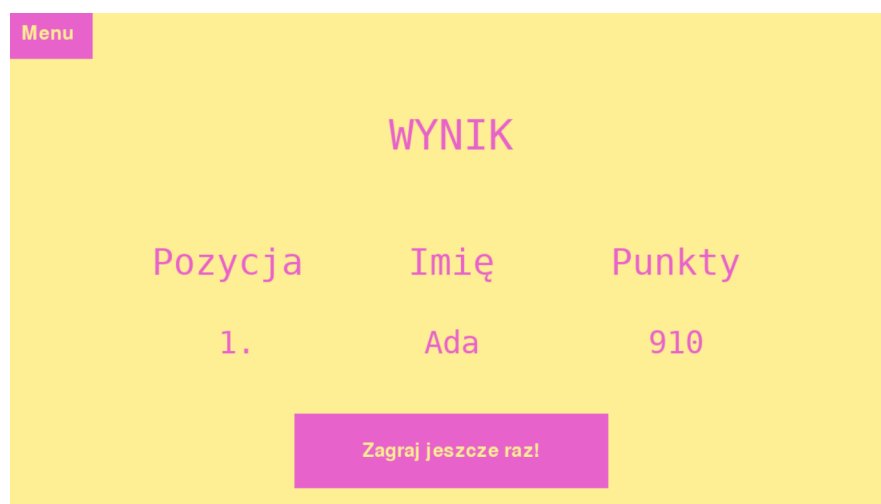 Menu
WYNIK
Pozycja Imię Punkty
1. Ada 910
Zagraj jeszcze raz!